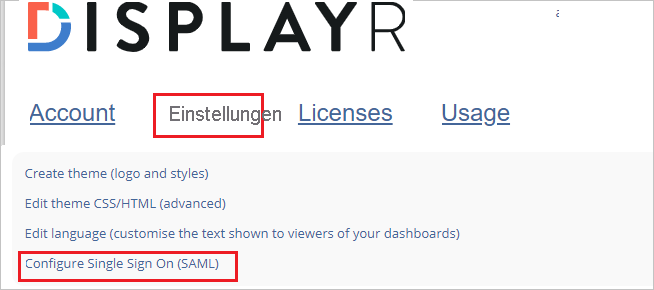 DISPLAYR
Account Einstellungen Licenses Usage
Create theme (logo and styles)
Edit theme CSS/HTML (advanced)
Edit language (customise the text shown to viewers of your dashboards)
Configure Single Sign On (SAML)